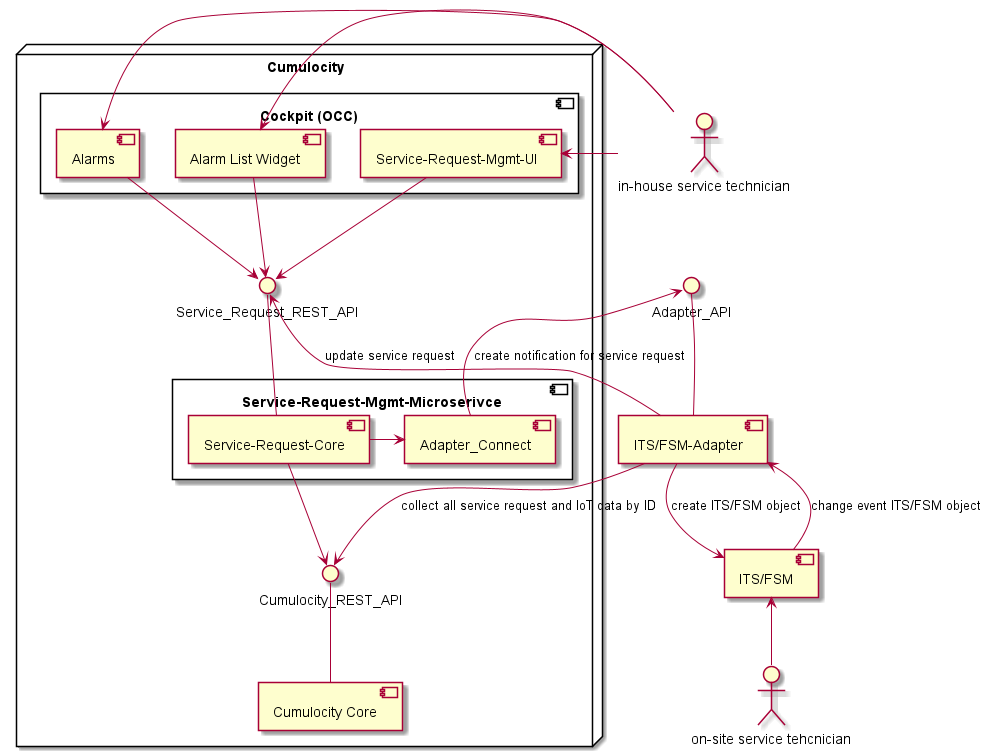 Cumulocity
Cockpit (OCC)
Alarms
Alarm List Widget
Service-Request-Mgmt-UI
in-house service technician
Service_Request_REST_API
Adapter_API
update service request
create notification for service request
Service-Request-Mgmt-Microserivce
Service-Request-Core
Adapter_Connect
ITS/FSM-Adapter
collect all service request and IoT data by ID
create ITS/FSM object
change event ITS/FSM object
ITS/FSM
Cumulocity_REST_API
Cumulocity Core
on-site service tehcnician